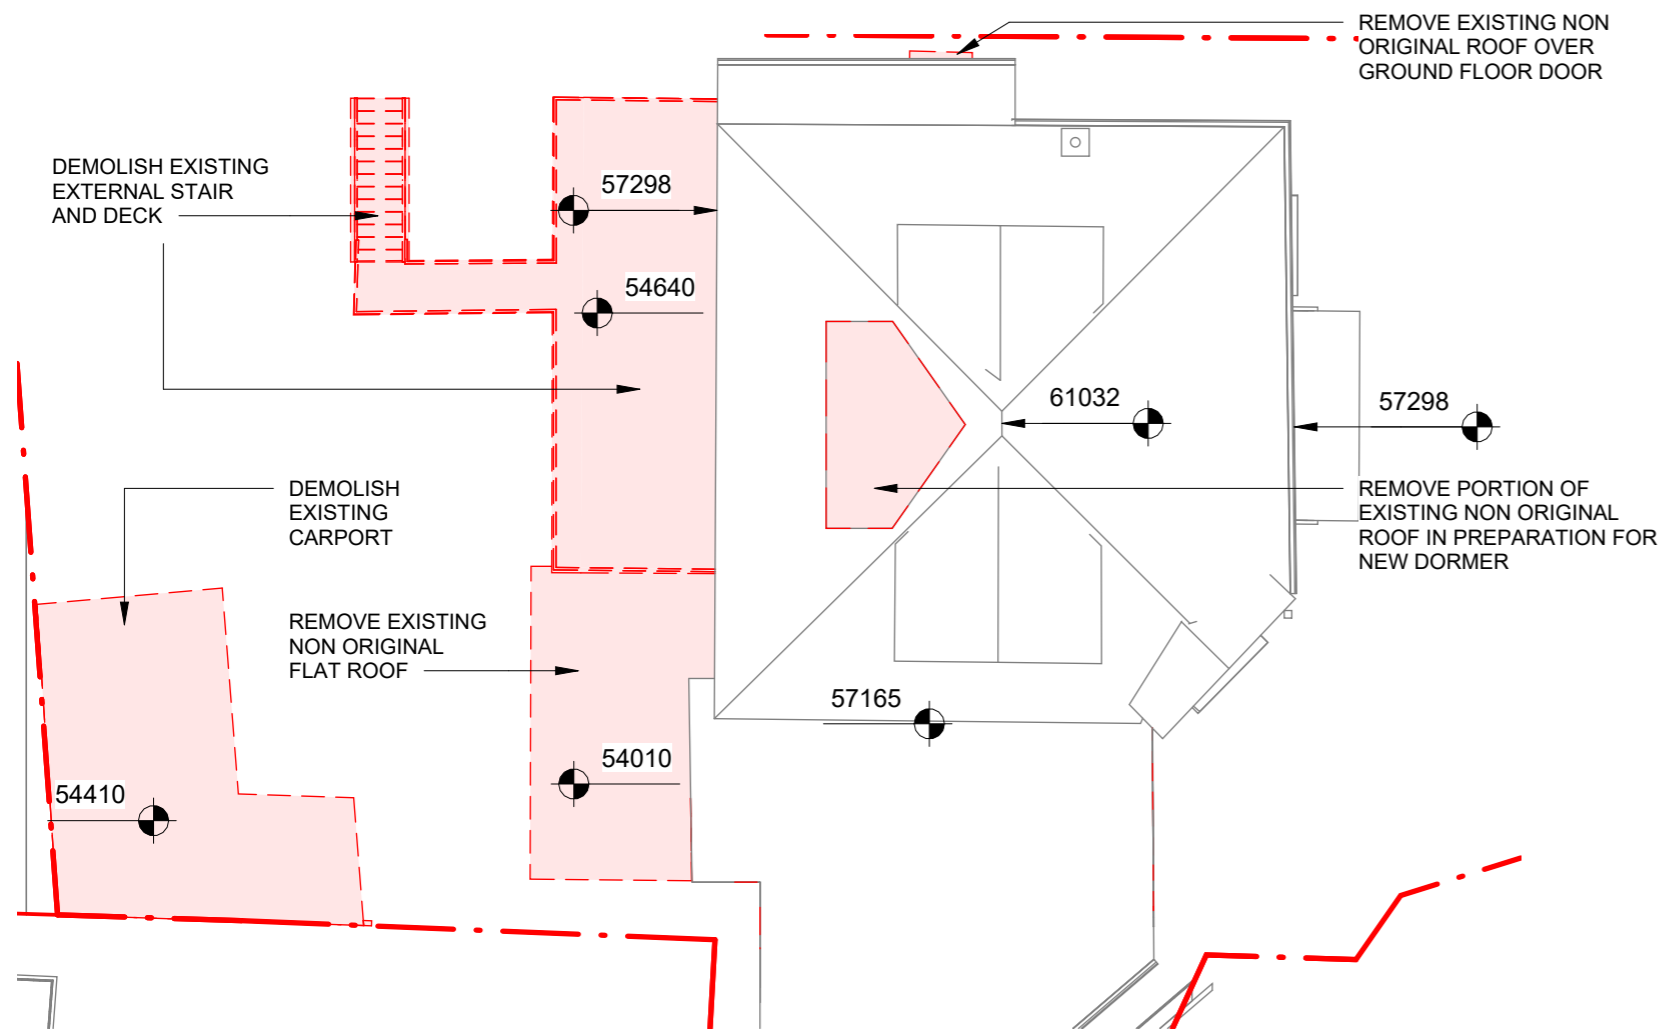 REMOVE EXISTING NON
ORIGINAL ROOF OVER
GROUND FLOOR DOOR
DEMOLISH EXISTING
EXTERNAL STAIR
AND DECK
57298
54640
61032
57298
DEMOLISH
EXISTING
CARPORT
REMOVE PORTION OF
EXISTING NON ORIGINAL
ROOF IN PREPARATION FOR
NEW DORMER
REMOVE EXISTING
NON ORIGINAL
FLAT ROOF
57165
54010
54410